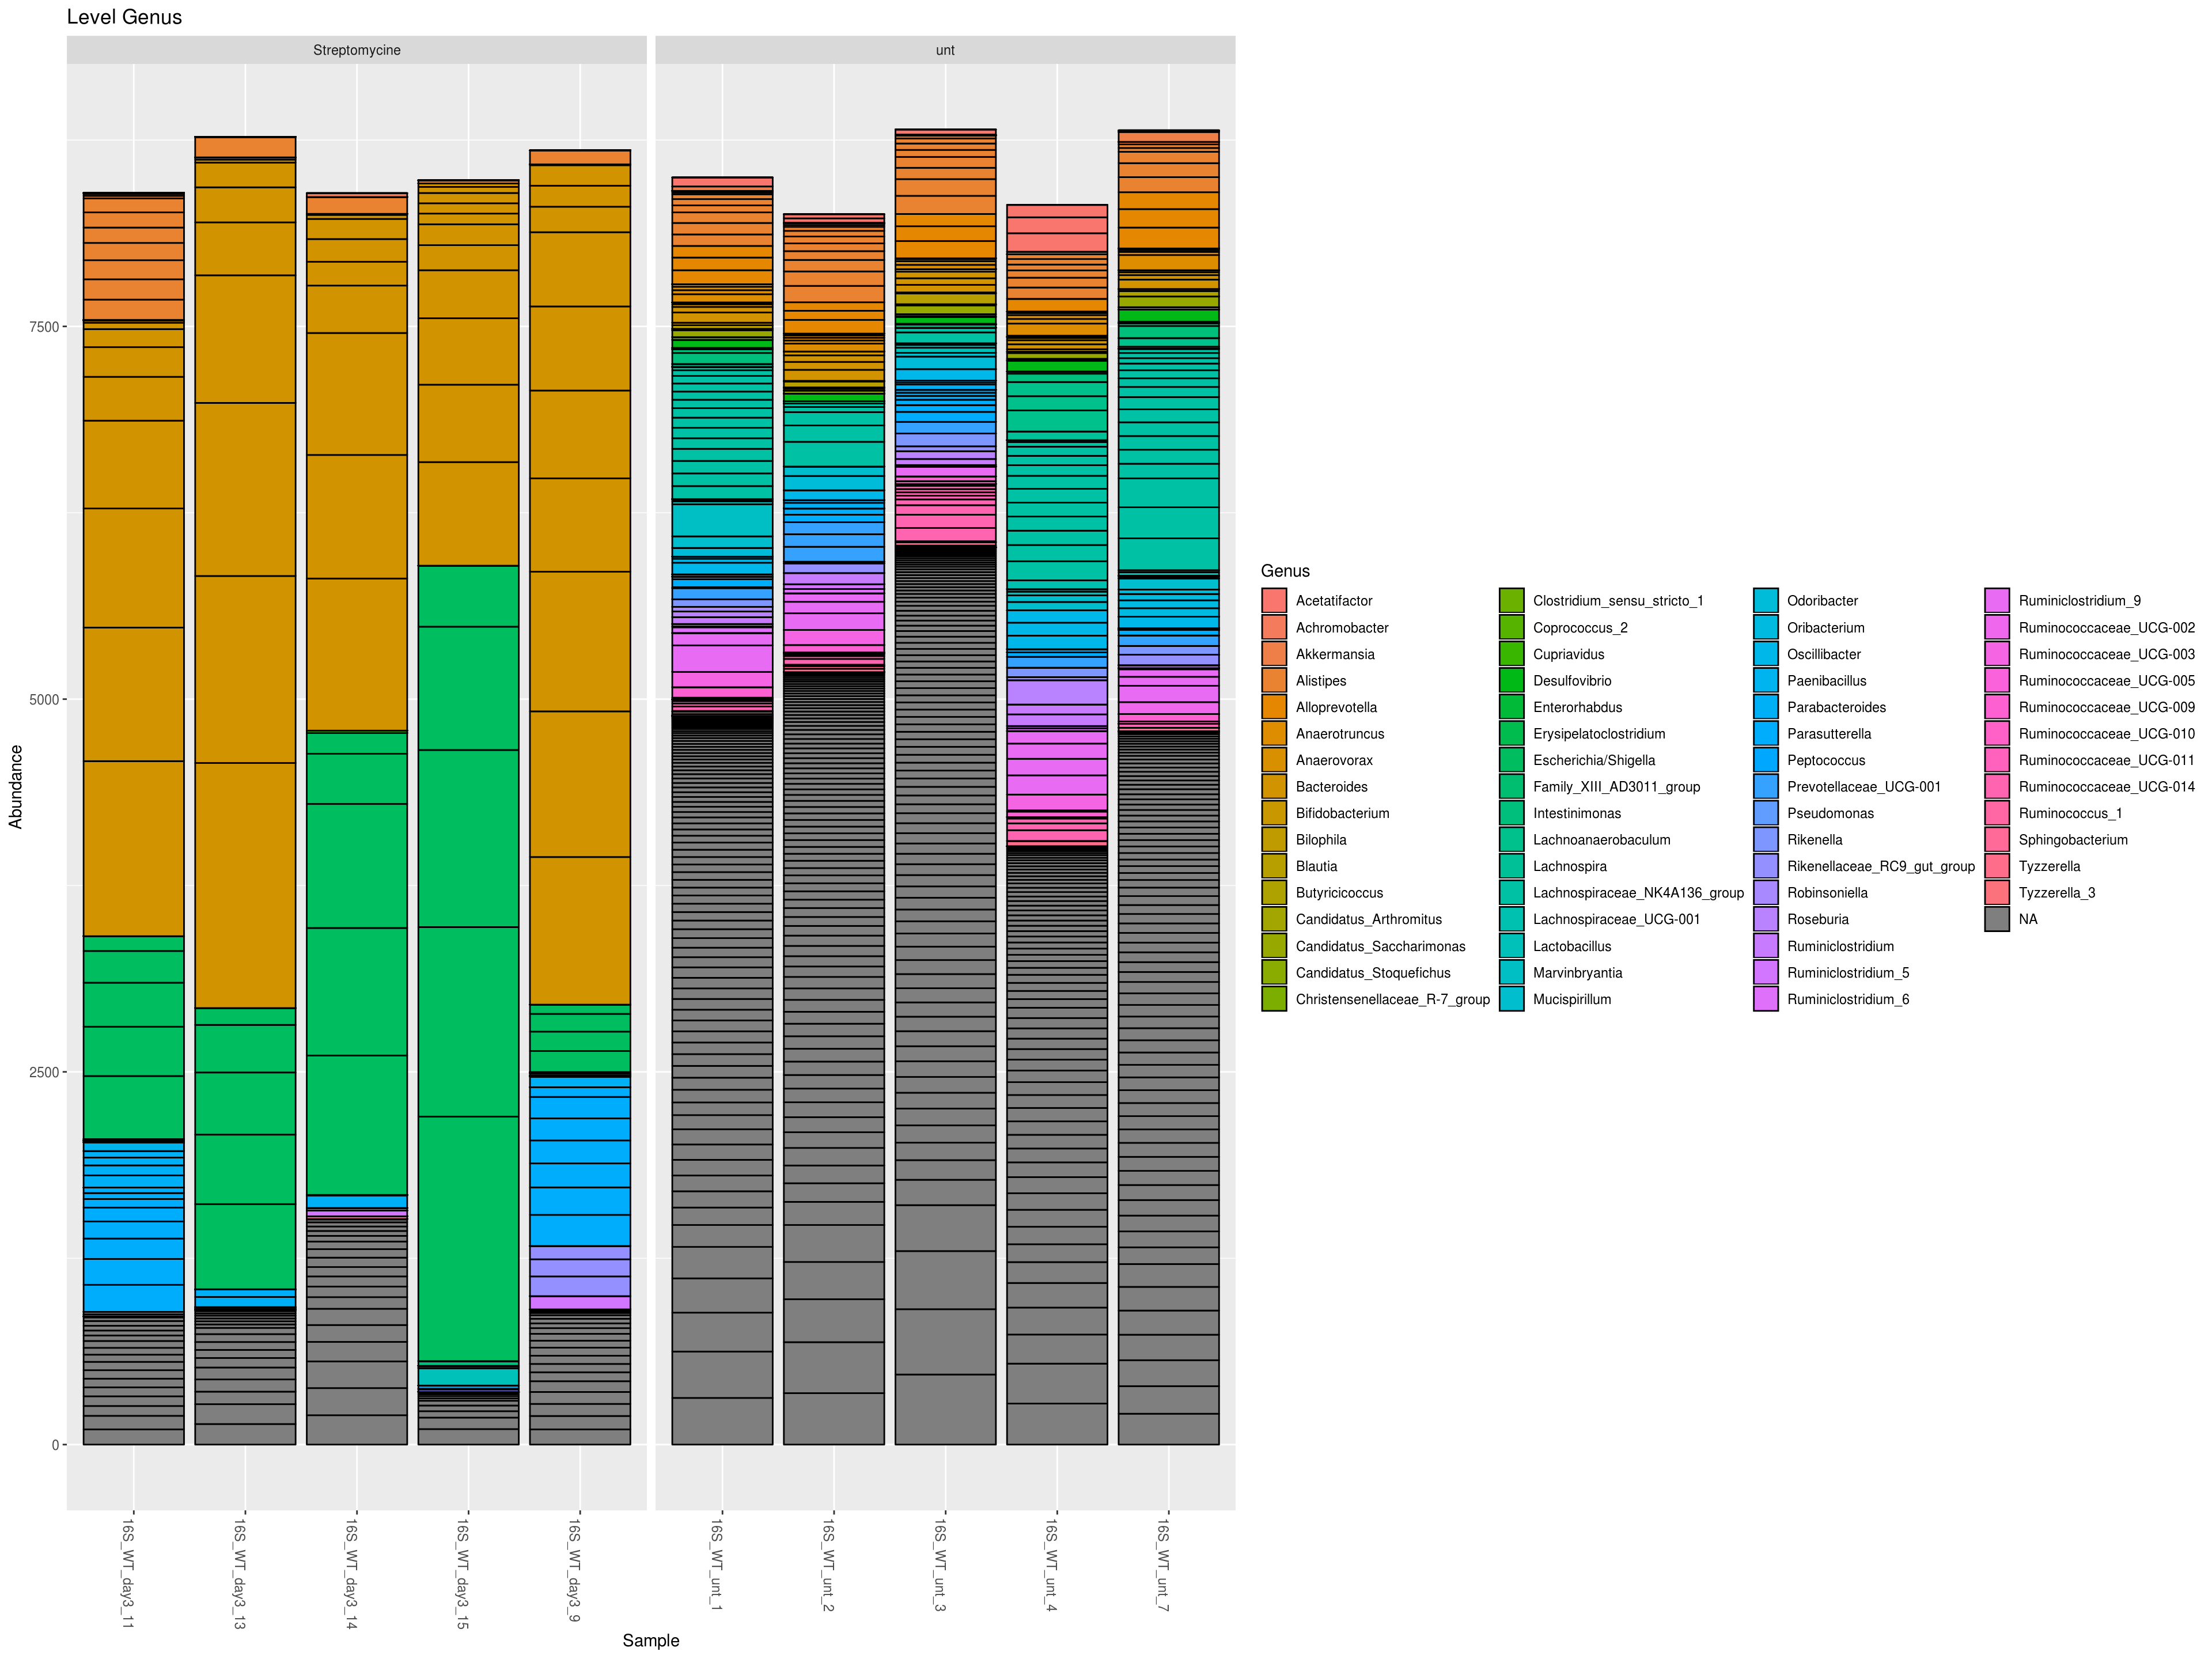 Level Genus
Streptomycine
unt
Abundance
7500
5000
2500
0
16S_WT_day3_11
16S_WT_day3_13
16S_WT_day3_14
16S_WT_day3_15
16S_WT_day3_9
16S_WT_unt_1
16S_WT_unt_2
16S_WT_unt_3
16S_WT_unt_4
16S_WT_unt_7
Sample
Genus
Acetatifactor
Achromobacter
Akkermansia
Alistipes
Alloprevotella
Anaerotruncus
Anaerovorax
Bacteroides
Bifidobacterium
Bilophila
Blautia
Butyricicoccus
Candidatus_Arthromitus
Candidatus_Saccharimonas
Candidatus_Stoquefichus
Christensenellaceae_R-7_group
Clostridium_sensu_stricto_1
Coprococcus_2
Cupriavidus
Desulfovibrio
Enterorhabdus
Erysipelatoclostridium
Escherichia/Shigella
Family_XIII_AD3011_group
Intestinimonas
Lachnoanaerobaculum
Lachnospira
Lachnospiraceae_NK4A136_group
Lachnospiraceae_UCG-001
Lactobacillus
Marvinbryantia
Mucispirillum
Odoribacter
Oribacterium
Oscillibacter
Paenibacillus
Parabacteroides
Parasutterella
Peptococcus
Prevotellaceae_UCG-001
Pseudomonas
Rikenella
Rikenellaceae_RC9_gut_group
Robinsoniella
Roseburia
Ruminiclostridium
Ruminiclostridium_5
Ruminiclostridium_6
Ruminiclostridium_9
Ruminococcaceae_UCG-002
Ruminococcaceae_UCG-003
Ruminococcaceae_UCG-005
Ruminococcaceae_UCG-009
Ruminococcaceae_UCG-010
Ruminococcaceae_UCG-011
Ruminococcaceae_UCG-014
Ruminococcus_1
Sphingobacterium
Tyzzerella
Tyzzerella_3
NA